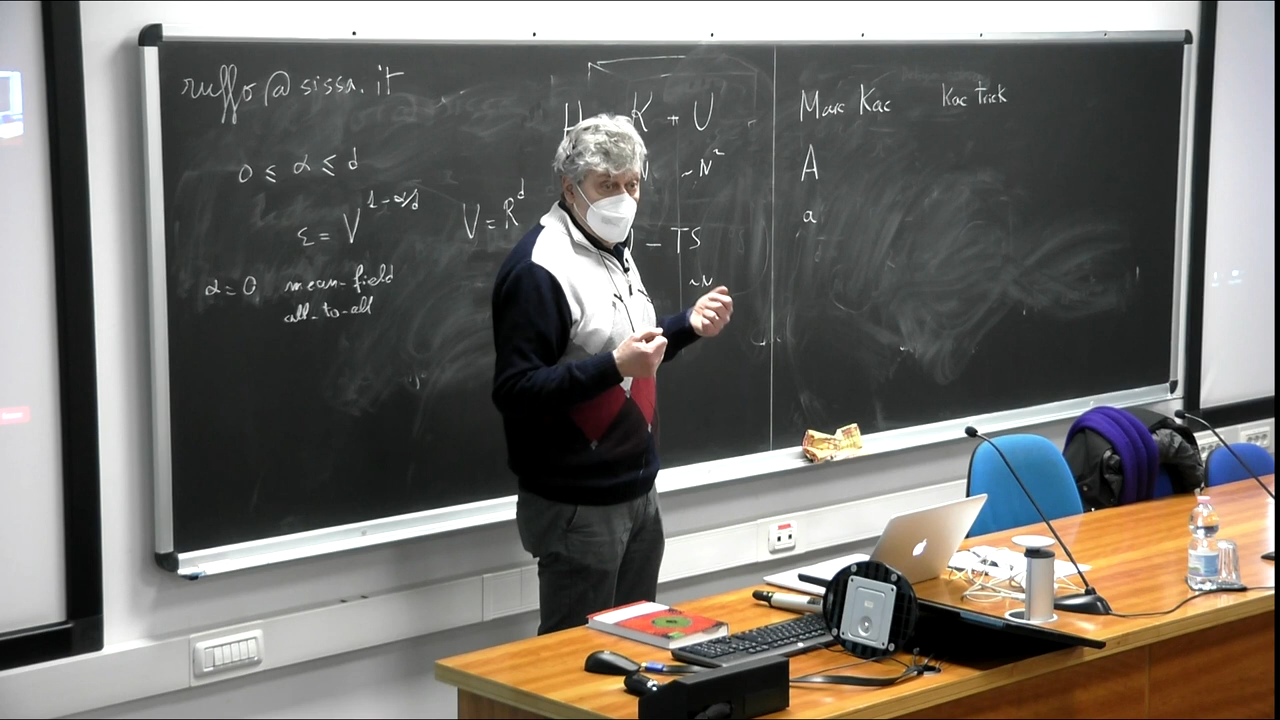 ruffo@sissa.it
0 ≤ α ≤ d
ε = V^{1-α/d}   V = R^d
α = 0 mean-field
all-to-all
H K + U
N ~N²
- TS
~N
Marc Kac   Kac trick
A
a